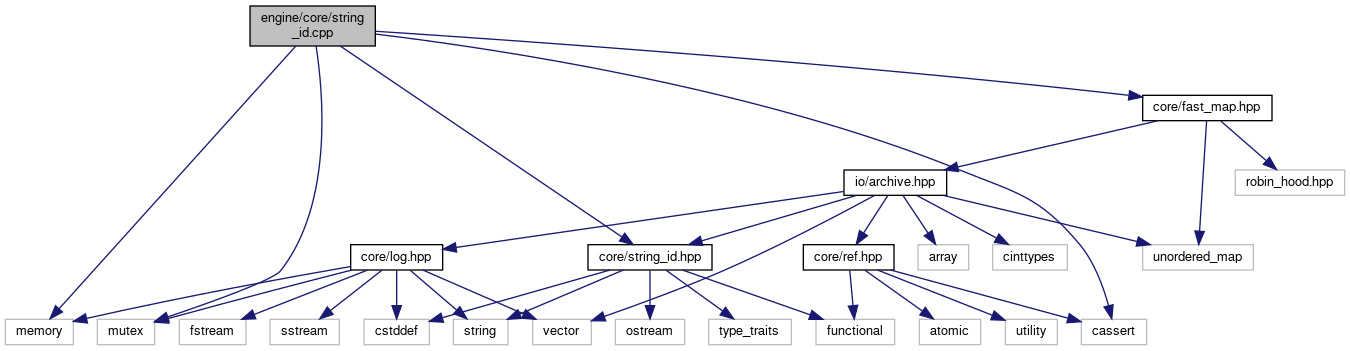 engine/core/string
_id.cpp
core/fast_map.hpp
io/archive.hpp
robin_hood.hpp
core/log.hpp
core/string_id.hpp
core/ref.hpp
array
cinttypes
unordered_map
memory
mutex
fstream
sstream
cstddef
string
vector
ostream
type_traits
functional
atomic
utility
cassert